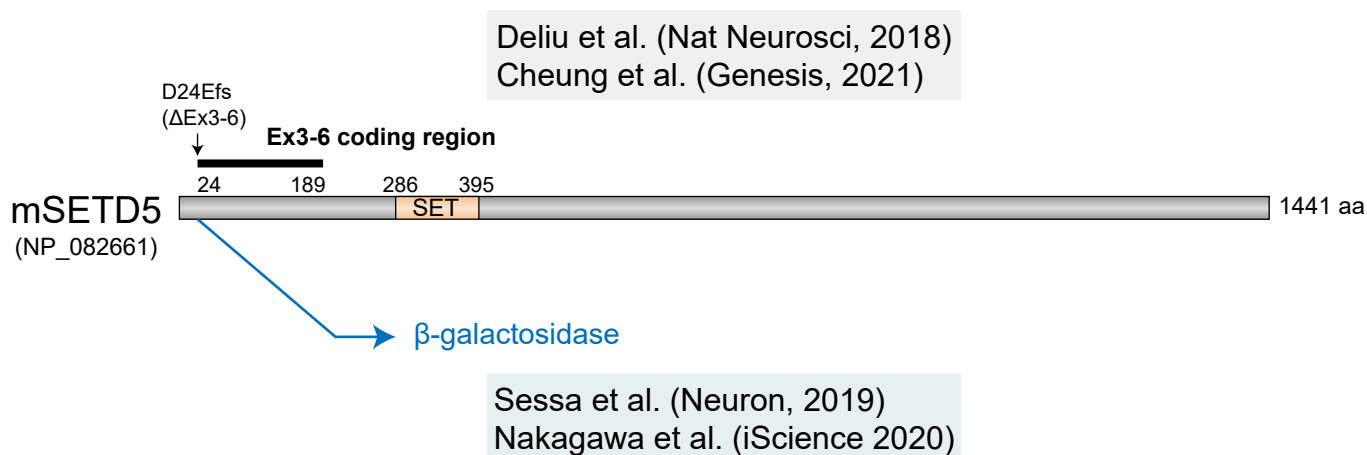 Deliu et al. (Nat Neurosci, 2018)
Cheung et al. (Genesis, 2021)
D24Efs
(ΔEx3-6)
Ex3-6 coding region
24 189 286 395
mSETD5 SET 1441 aa
(NP_082661)
β-galactosidase
Sessa et al. (Neuron, 2019)
Nakagawa et al. (iScience 2020)